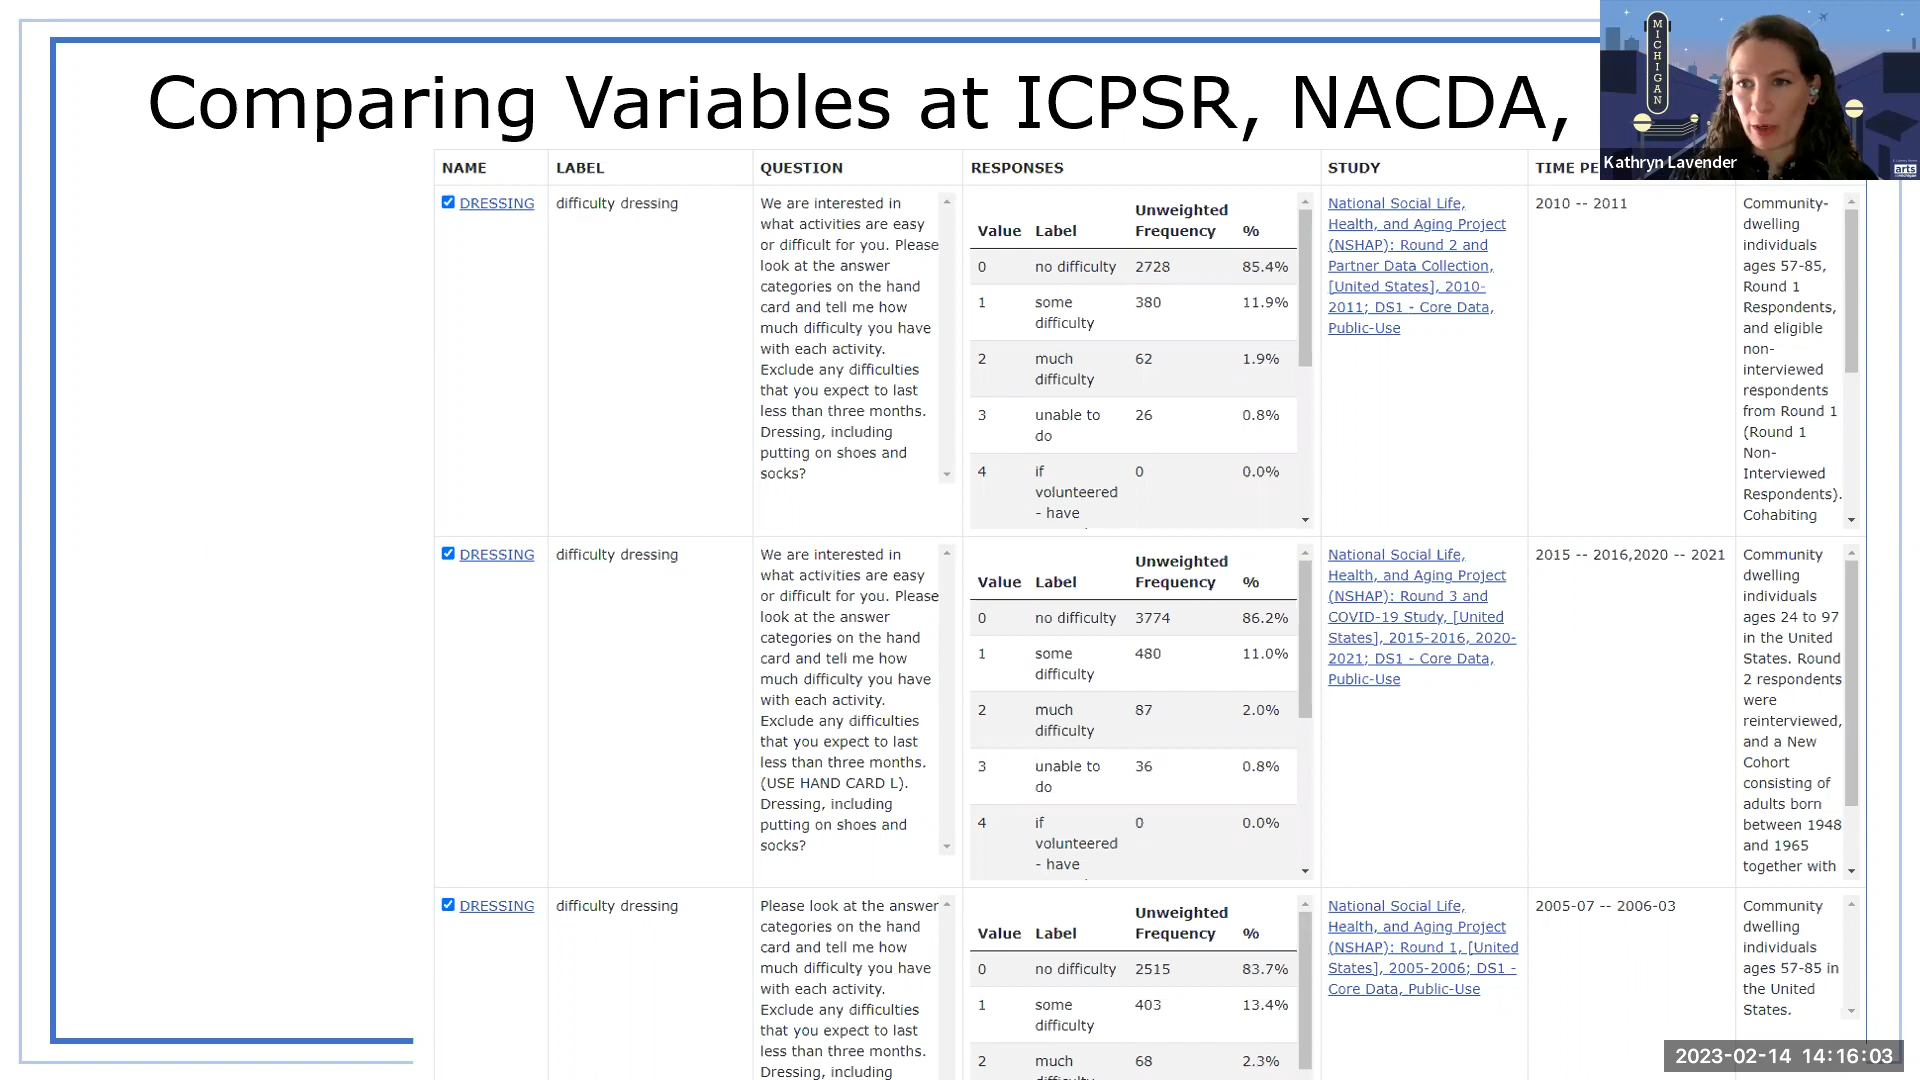 Comparing Variables at ICPSR, NACDA,
MICHIGAN
Kathryn Lavender
arts
NAME LABEL QUESTION RESPONSES STUDY TIME PE
DRESSING
difficulty dressing
We are interested in
what activities are easy
or difficult for you. Please
look at the answer
categories on the hand
card and tell me how
much difficulty you have
with each activity.
Exclude any difficulties
that you expect to last
less than three months.
Dressing, including
putting on shoes and
socks?
Value Label Unweighted Frequency %
0 no difficulty 2728 85.4%
1 some difficulty 380 11.9%
2 much difficulty 62 1.9%
3 unable to do 26 0.8%
4 if volunteered - have 0 0.0%
National Social Life,
Health, and Aging Project
(NSHAP): Round 2 and
Partner Data Collection,
[United States], 2010-
2011; DS1 - Core Data,
Public-Use
2010 -- 2011
Community-
dwelling
individuals
ages 57-85,
Round 1
Respondents,
and eligible
non-
interviewed
respondents
from Round 1
(Round 1
Non-
Interviewed
Respondents).
Cohabiting
DRESSING
difficulty dressing
We are interested in
what activities are easy
or difficult for you. Please
look at the answer
categories on the hand
card and tell me how
much difficulty you have
with each activity.
Exclude any difficulties
that you expect to last
less than three months.
(USE HAND CARD L).
Dressing, including
putting on shoes and
socks?
Value Label Unweighted Frequency %
0 no difficulty 3774 86.2%
1 some difficulty 480 11.0%
2 much difficulty 87 2.0%
3 unable to do 36 0.8%
4 if volunteered - have 0 0.0%
National Social Life,
Health, and Aging Project
(NSHAP): Round 3 and
COVID-19 Study, [United
States], 2015-2016, 2020-
2021; DS1 - Core Data,
Public-Use
2015 -- 2016,2020 -- 2021
Community
dwelling
individuals
ages 24 to 97
in the United
States. Round
2 respondents
were
reinterviewed,
and a New
Cohort
consisting of
adults born
between 1948
and 1965
together with
DRESSING
difficulty dressing
Please look at the answer
categories on the hand
card and tell me how
much difficulty you have
with each activity.
Exclude any difficulties
that you expect to last
less than three months.
Dressing, including
Value Label Unweighted Frequency %
0 no difficulty 2515 83.7%
1 some difficulty 403 13.4%
2 much difficulty 68 2.3%
National Social Life,
Health, and Aging Project
(NSHAP): Round 1, [United
States], 2005-2006; DS1 -
Core Data, Public-Use
2005-07 -- 2006-03
Community
dwelling
individuals
ages 57-85 in
the United
States.
2023-02-14 14:16:03